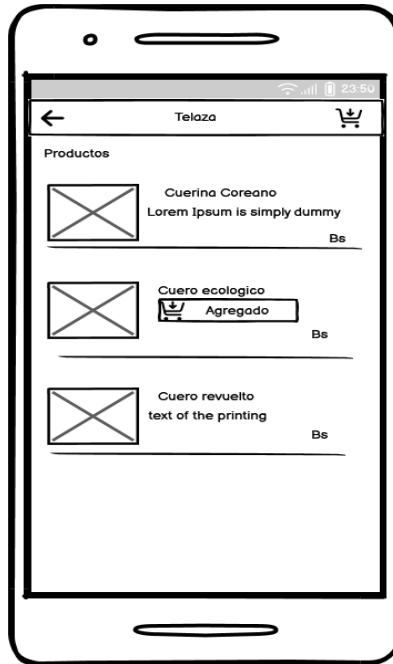 23:50
Telaza
Productos
Cuerina Coreano
Lorem Ipsum is simply dummy
Bs
Cuero ecologico
Agregado
Bs
Cuero revuelto
text of the printing
Bs